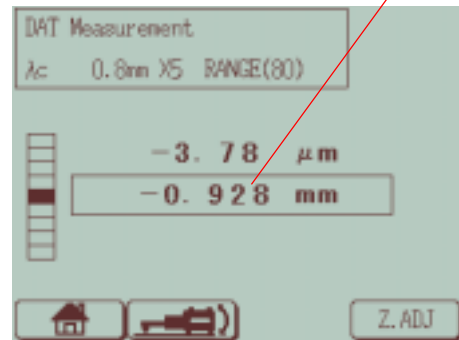 DAT Measurement
λc 0.8mm X5 RANGE(80)
-3. 78 μm
-0. 928 mm
Z.ADJ